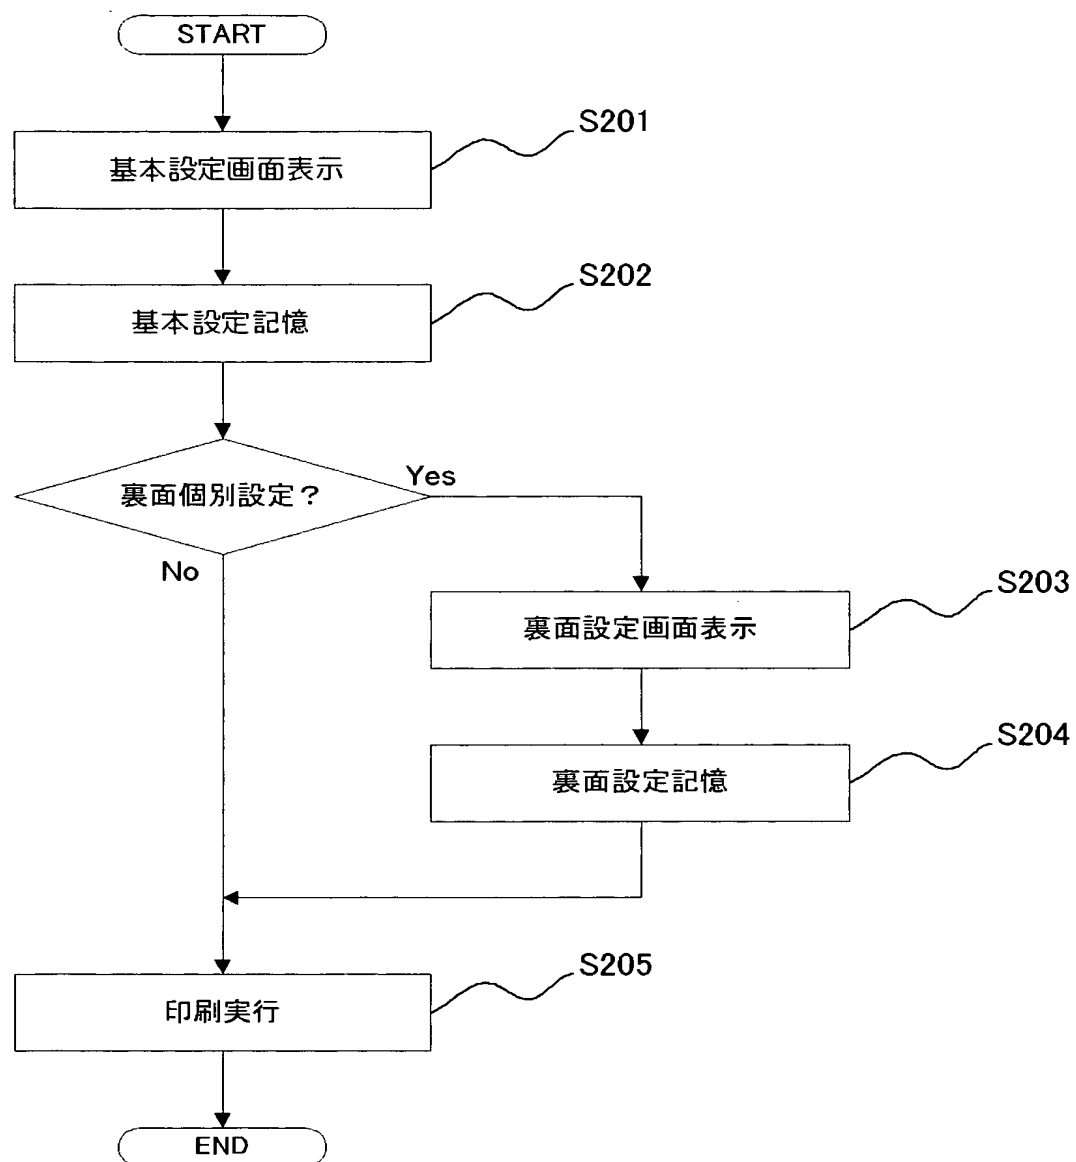 START
S201
基本設定画面表示
S202
基本設定記憶
Yes
裏面個別設定？
No
S203
裏面設定画面表示
S204
裏面設定記憶
S205
印刷実行
END